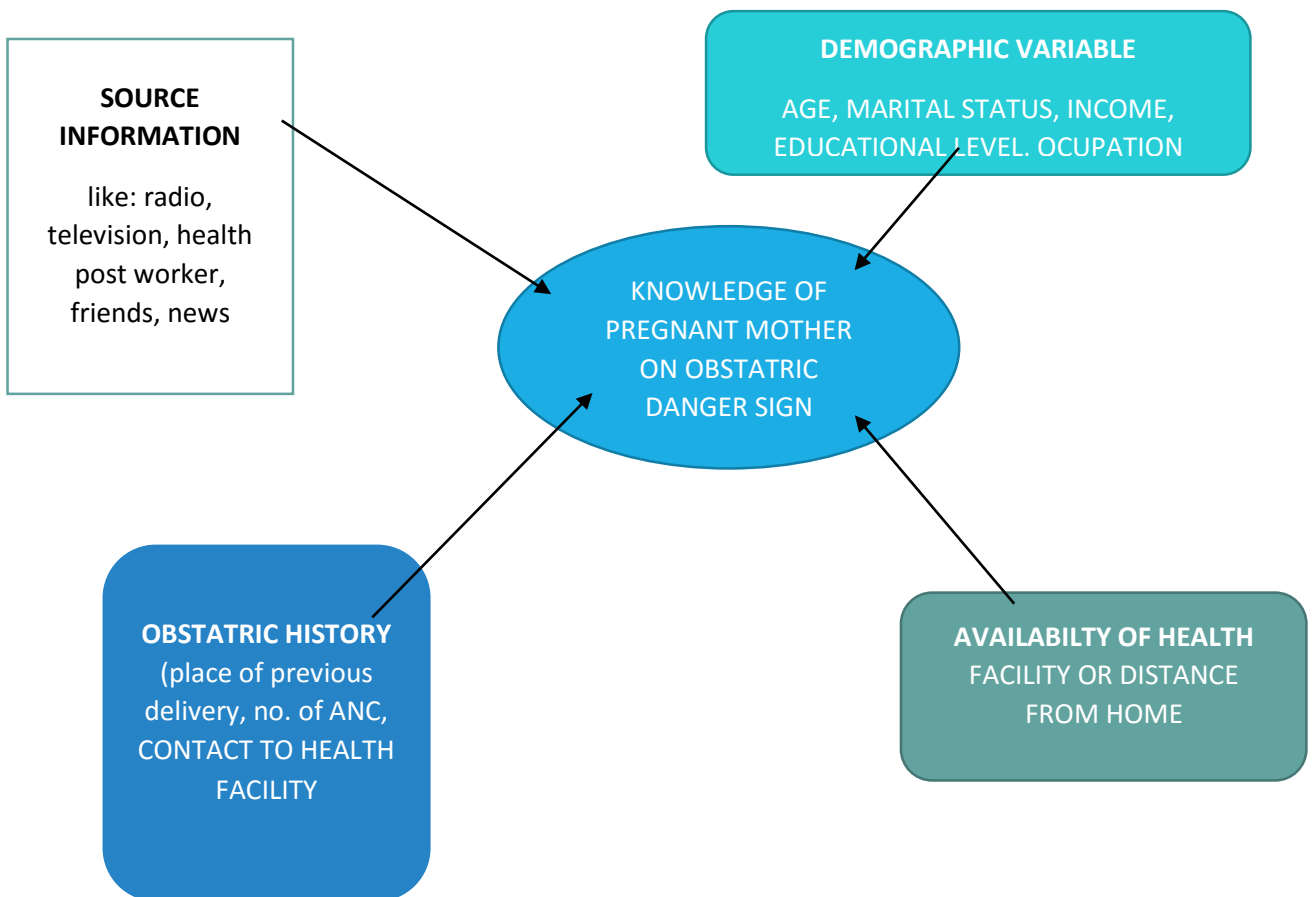 SOURCE
INFORMATION
like: radio,
television, health
post worker,
friends, news
DEMOGRAPHIC VARIABLE
AGE, MARITAL STATUS, INCOME,
EDUCATIONAL LEVEL. OCUPATION
KNOWLEDGE OF
PREGNANT MOTHER
ON OBSTATRIC
DANGER SIGN
OBSTATRIC HISTORY
(place of previous
delivery, no. of ANC,
CONTACT TO HEALTH
FACILITY
AVAILABILTY OF HEALTH
FACILITY OR DISTANCE
FROM HOME